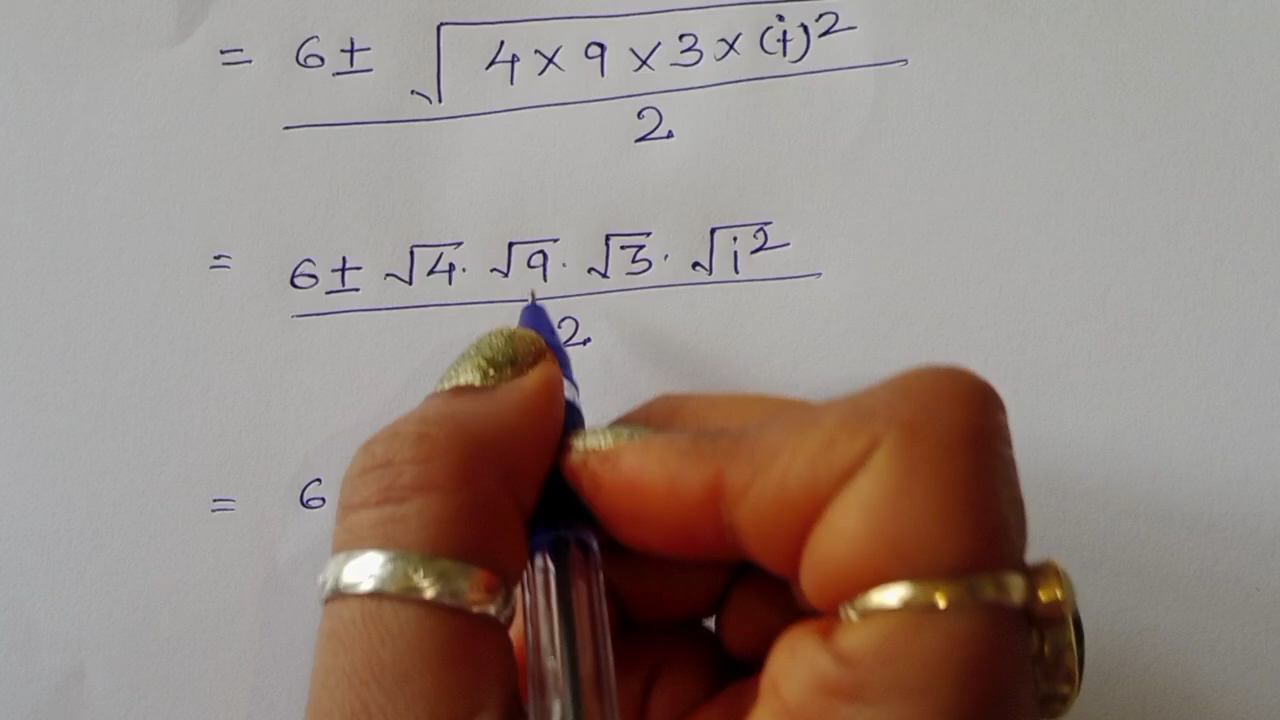 = 6± √4×9×3×(i)²
2
= 6± √4. √9. √3. √i²
2
= 6